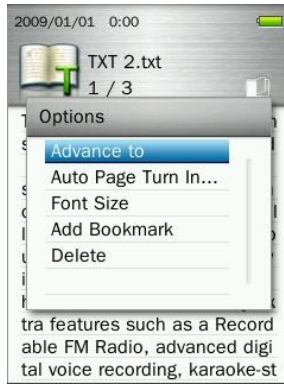 2009/01/01 0:00
TXT 2.txt
1 / 3
Options
Advance to
Auto Page Turn In...
Font Size
Add Bookmark
Delete
tra features such as a Record
able FM Radio, advanced digi
tal voice recording, karaoke-st